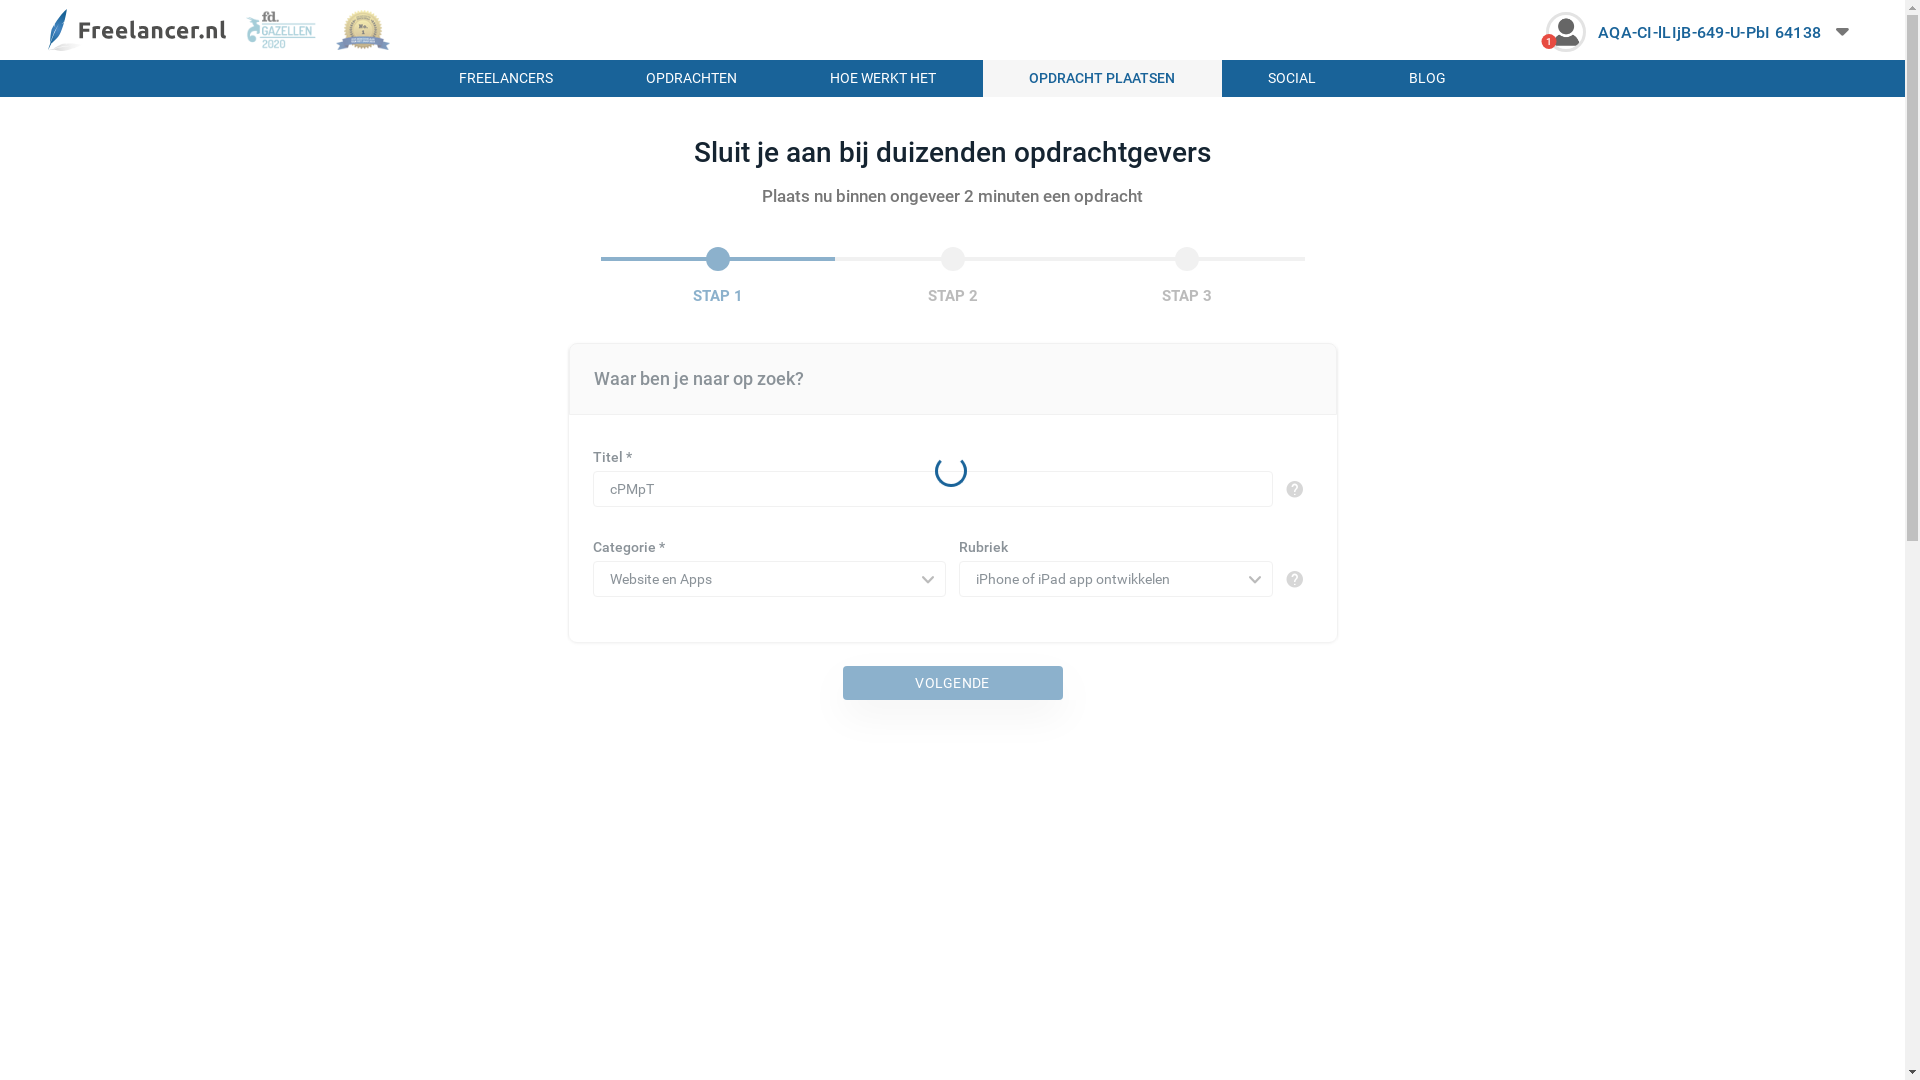 Freelancer.nl
fd.
GAZELLEN
2020
No.
1
1
AQA-CI-lLIjB-649-U-PbI 64138
FREELANCERS
OPDRACHTEN
HOE WERKT HET
OPDRACHT PLAATSEN
SOCIAL
BLOG
Sluit je aan bij duizenden opdrachtgevers
Plaats nu binnen ongeveer 2 minuten een opdracht
STAP 1
STAP 2
STAP 3
Waar ben je naar op zoek?
Titel *
cPMpT
?
Categorie *
Rubriek
Website en Apps
iPhone of iPad app ontwikkelen
?
VOLGENDE